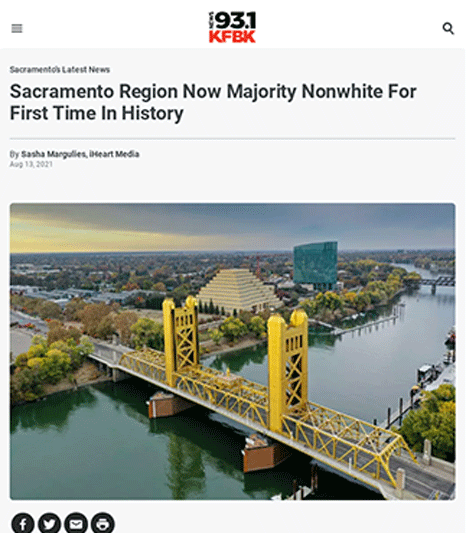 NEWS 93.1
KFBK
Sacramento's Latest News
Sacramento Region Now Majority Nonwhite For
First Time In History
By Sasha Margulies, iHeart Media
Aug 13, 2021